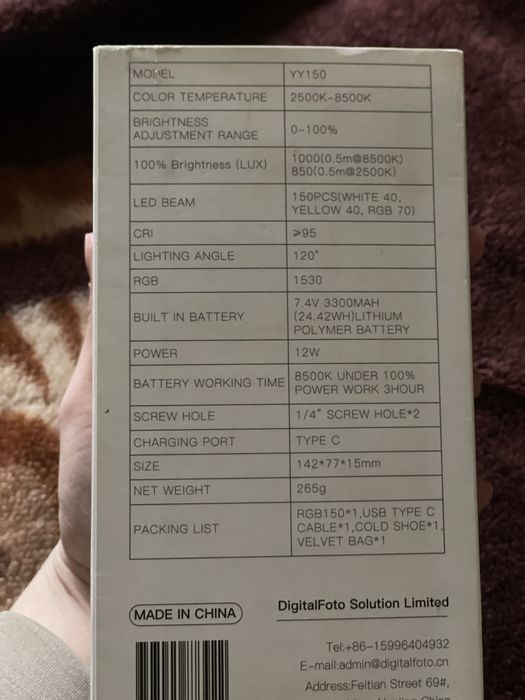 MODEL YY150
COLOR TEMPERATURE 2500K-8500K
BRIGHTNESS
ADJUSTMENT RANGE 0-100%
100% Brightness (LUX) 1000(0.5m@8500K)
850(0.5m@2500K)
LED BEAM 150PCS(WHITE 40,
YELLOW 40, RGB 70)
CRI ⩾95
LIGHTING ANGLE 120°
RGB 1530
BUILT IN BATTERY 7.4V 3300MAH
(24.42WH)LITHIUM
POLYMER BATTERY
POWER 12W
BATTERY WORKING TIME 8500K UNDER 100%
POWER WORK 3HOUR
SCREW HOLE 1/4" SCREW HOLE*2
CHARGING PORT TYPE C
SIZE 142*77*15mm
NET WEIGHT 265g
PACKING LIST RGB150*1,USB TYPE C
CABLE*1,COLD SHOE*1,
VELVET BAG*1
MADE IN CHINA DigitalFoto Solution Limited
Tel:+86-15996404932
E-mail:admin@digitalfoto.cn
Address:Feitian Street 69#,